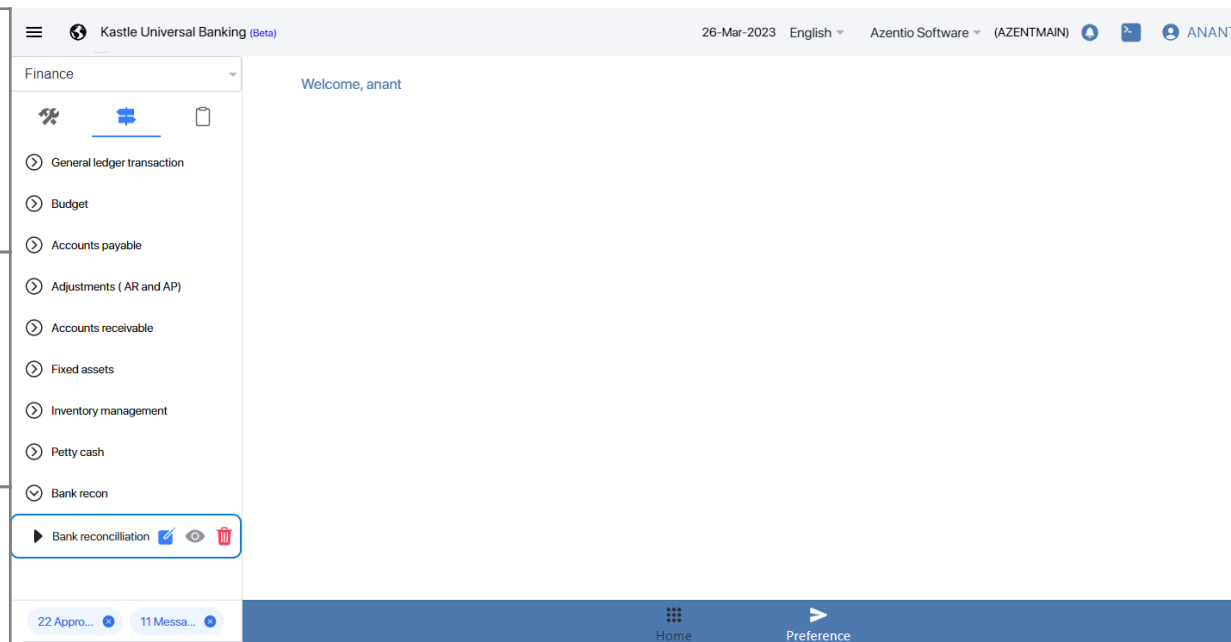 Kastle Universal Banking (Beta)
26-Mar-2023 English Azentio Software (AZENTMAIN) ANANT
Finance
Welcome, anant
General ledger transaction
Budget
Accounts payable
Adjustments ( AR and AP)
Accounts receivable
Fixed assets
Inventory management
Petty cash
Bank recon
Bank reconcilliation
22 Appro... 11 Messa...
Home Preference